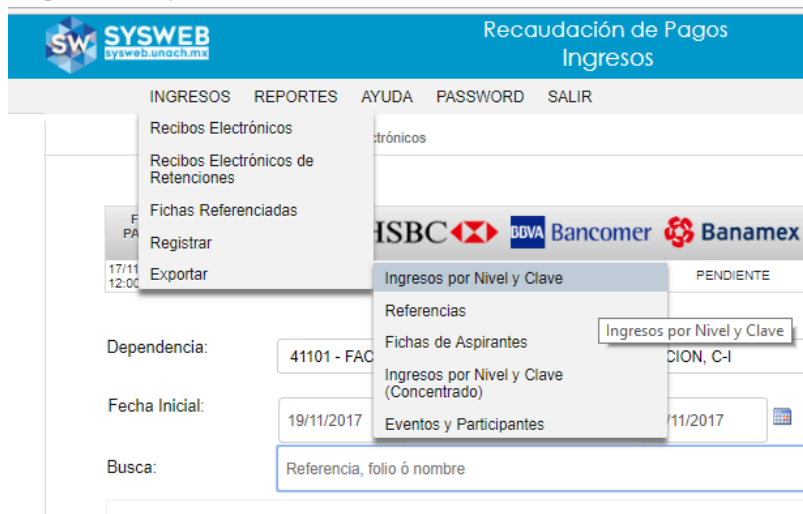 SW SYSWEB
sysweb.unach.mx
Recaudación de Pagos
Ingresos
INGRESOS REPORTES AYUDA PASSWORD SALIR
Recibos Electrónicos
ctrónicos
Recibos Electrónicos de
Retenciones
Fichas Referenciadas
Registrar
Exportar
F
PA
HSBC BBVA Bancomer Banamex
17/11
12:00
PENDIENTE
Ingresos por Nivel y Clave
Referencias
Ingresos por Nivel y Clave
Fichas de Aspirantes
Ingresos por Nivel y Clave
(Concentrado)
Eventos y Participantes
Dependencia:
41101 - FAC
CION, C-I
Fecha Inicial:
19/11/2017
/11/2017
Busca:
Referencia, folio ó nombre